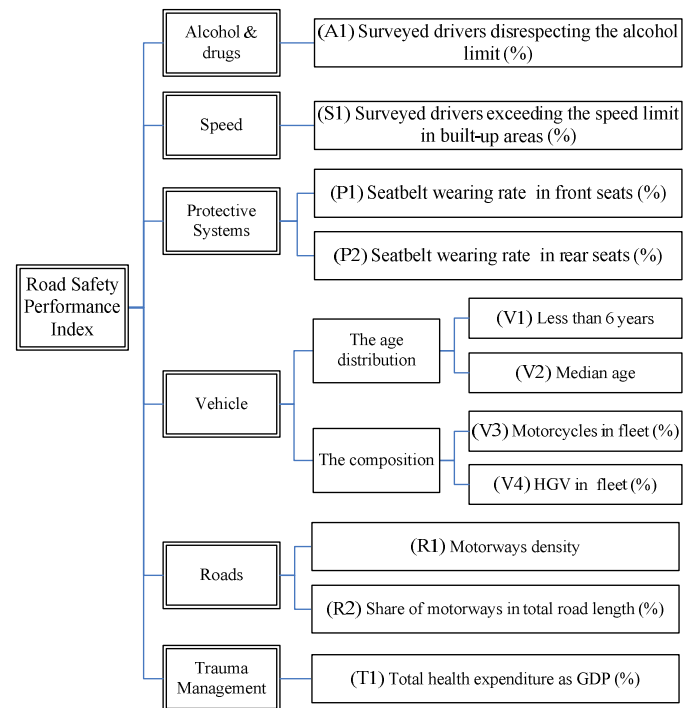 Alcohol &
drugs
(A1) Surveyed drivers disrespecting the alcohol
limit (%)
Speed
(S1) Surveyed drivers exceeding the speed limit
in built-up areas (%)
Protective
Systems
(P1) Seatbelt wearing rate in front seats (%)
(P2) Seatbelt wearing rate in rear seats (%)
Road Safety
Performance
Index
Vehicle
The age
distribution
(V1) Less than 6 years
(V2) Median age
The composition
(V3) Motorcycles in fleet (%)
(V4) HGV in fleet (%)
Roads
(R1) Motorways density
(R2) Share of motorways in total road length (%)
Trauma
Management
(T1) Total health expenditure as GDP (%)